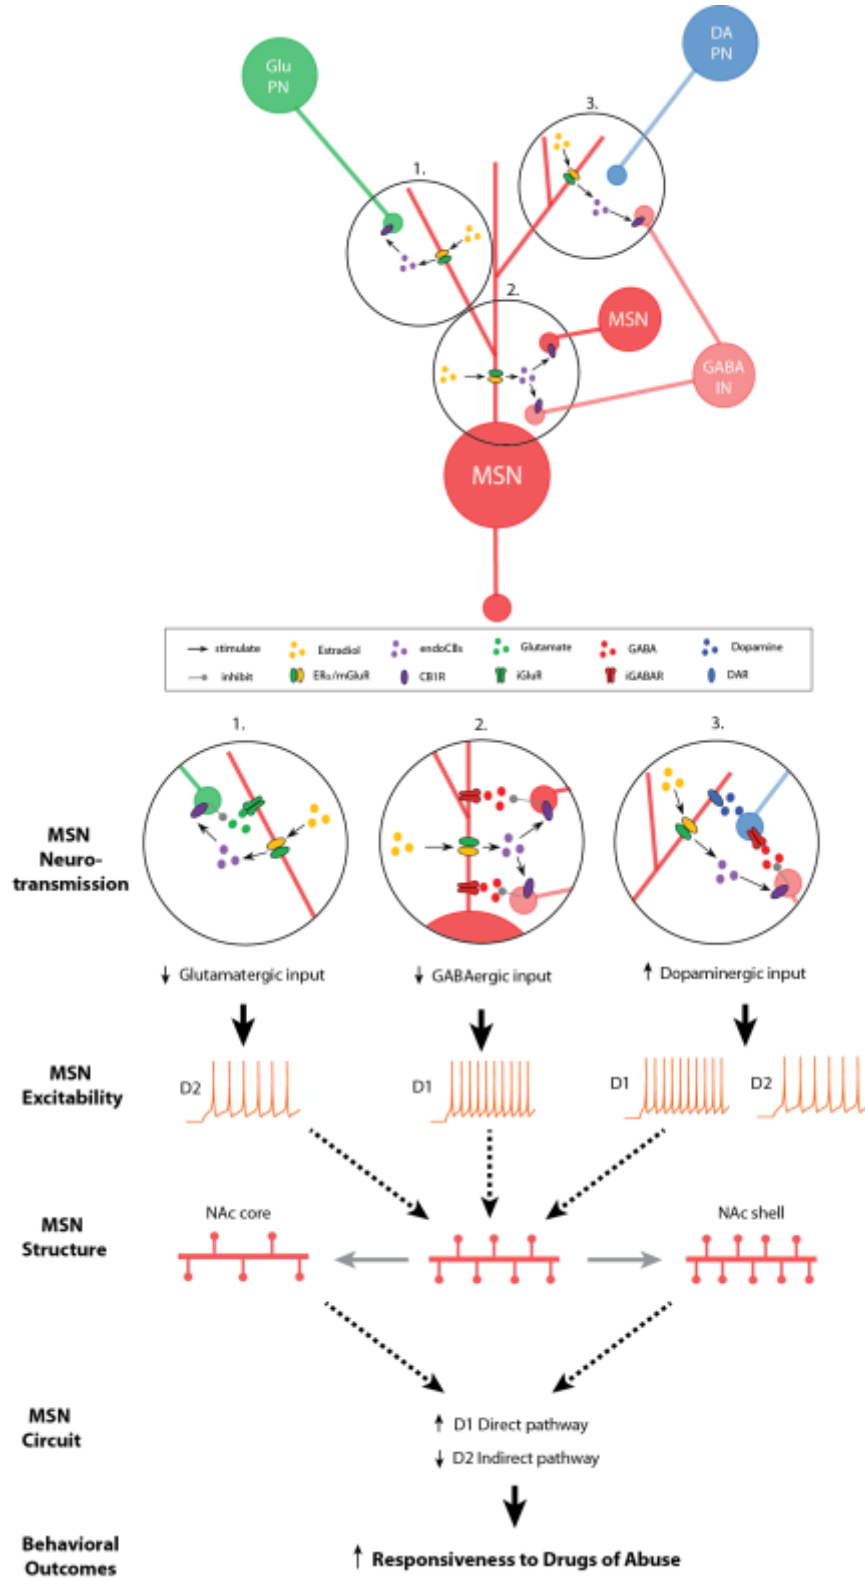 DA
PN
Glu
PN
3.
1.
2.
MSN
GABA
IN
MSN
stimulate
Estradiol
endoCBs
Glutamate
GABA
Dopamine
inhibit
ERα/mGluR
CB1R
iGluR
iGABAR
DAR
1.
2.
3.
MSN
Neuro-
transmission
↓ Glutamatergic input
↓ GABAergic input
↑ Dopaminergic input
MSN
Excitability
D2
D1
D1
D2
MSN
Structure
NAc core
NAc shell
MSN
Circuit
↑ D1 Direct pathway
↓ D2 Indirect pathway
Behavioral
Outcomes
↑ Responsiveness to Drugs of Abuse